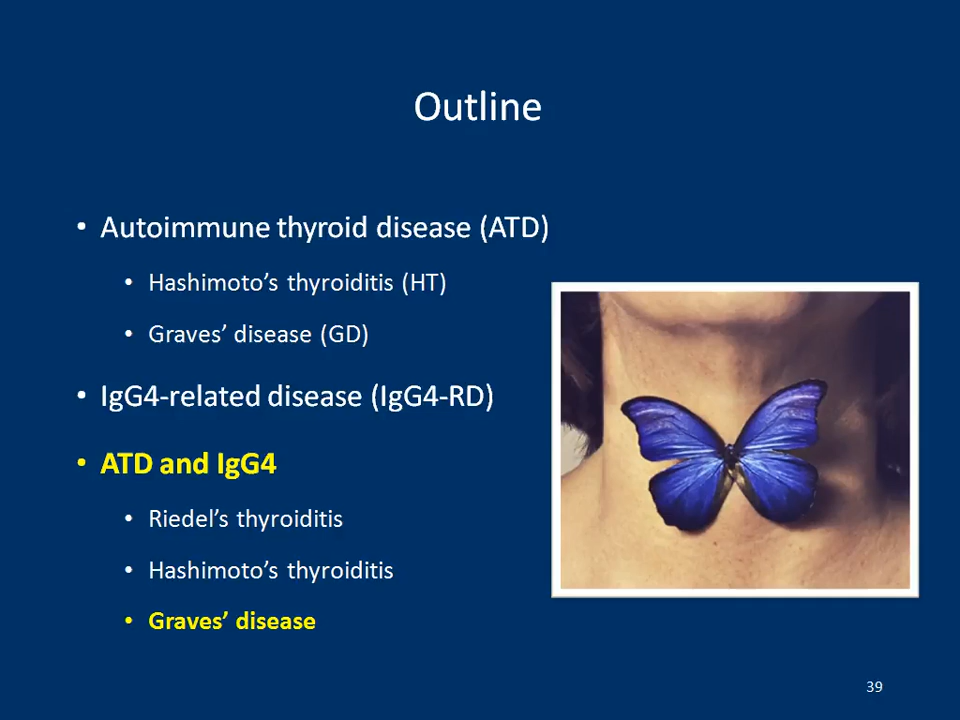 Outline
• Autoimmune thyroid disease (ATD)
• Hashimoto’s thyroiditis (HT)
• Graves’ disease (GD)
• IgG4-related disease (IgG4-RD)
• ATD and IgG4
• Riedel’s thyroiditis
• Hashimoto’s thyroiditis
• Graves’ disease
39